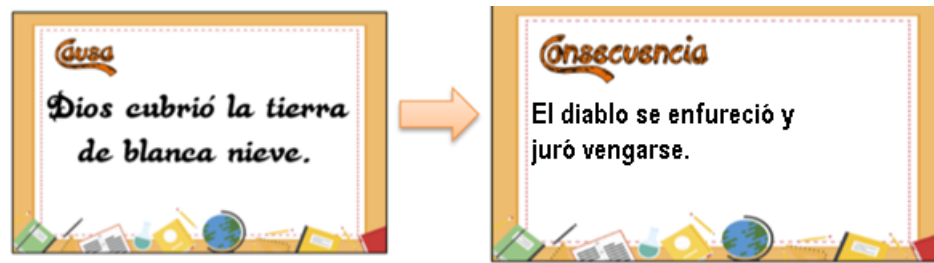 Causa
Dios cubrió la tierra
de blanca nieve.
Consecuencia
El diablo se enfureció y
juró vengarse.